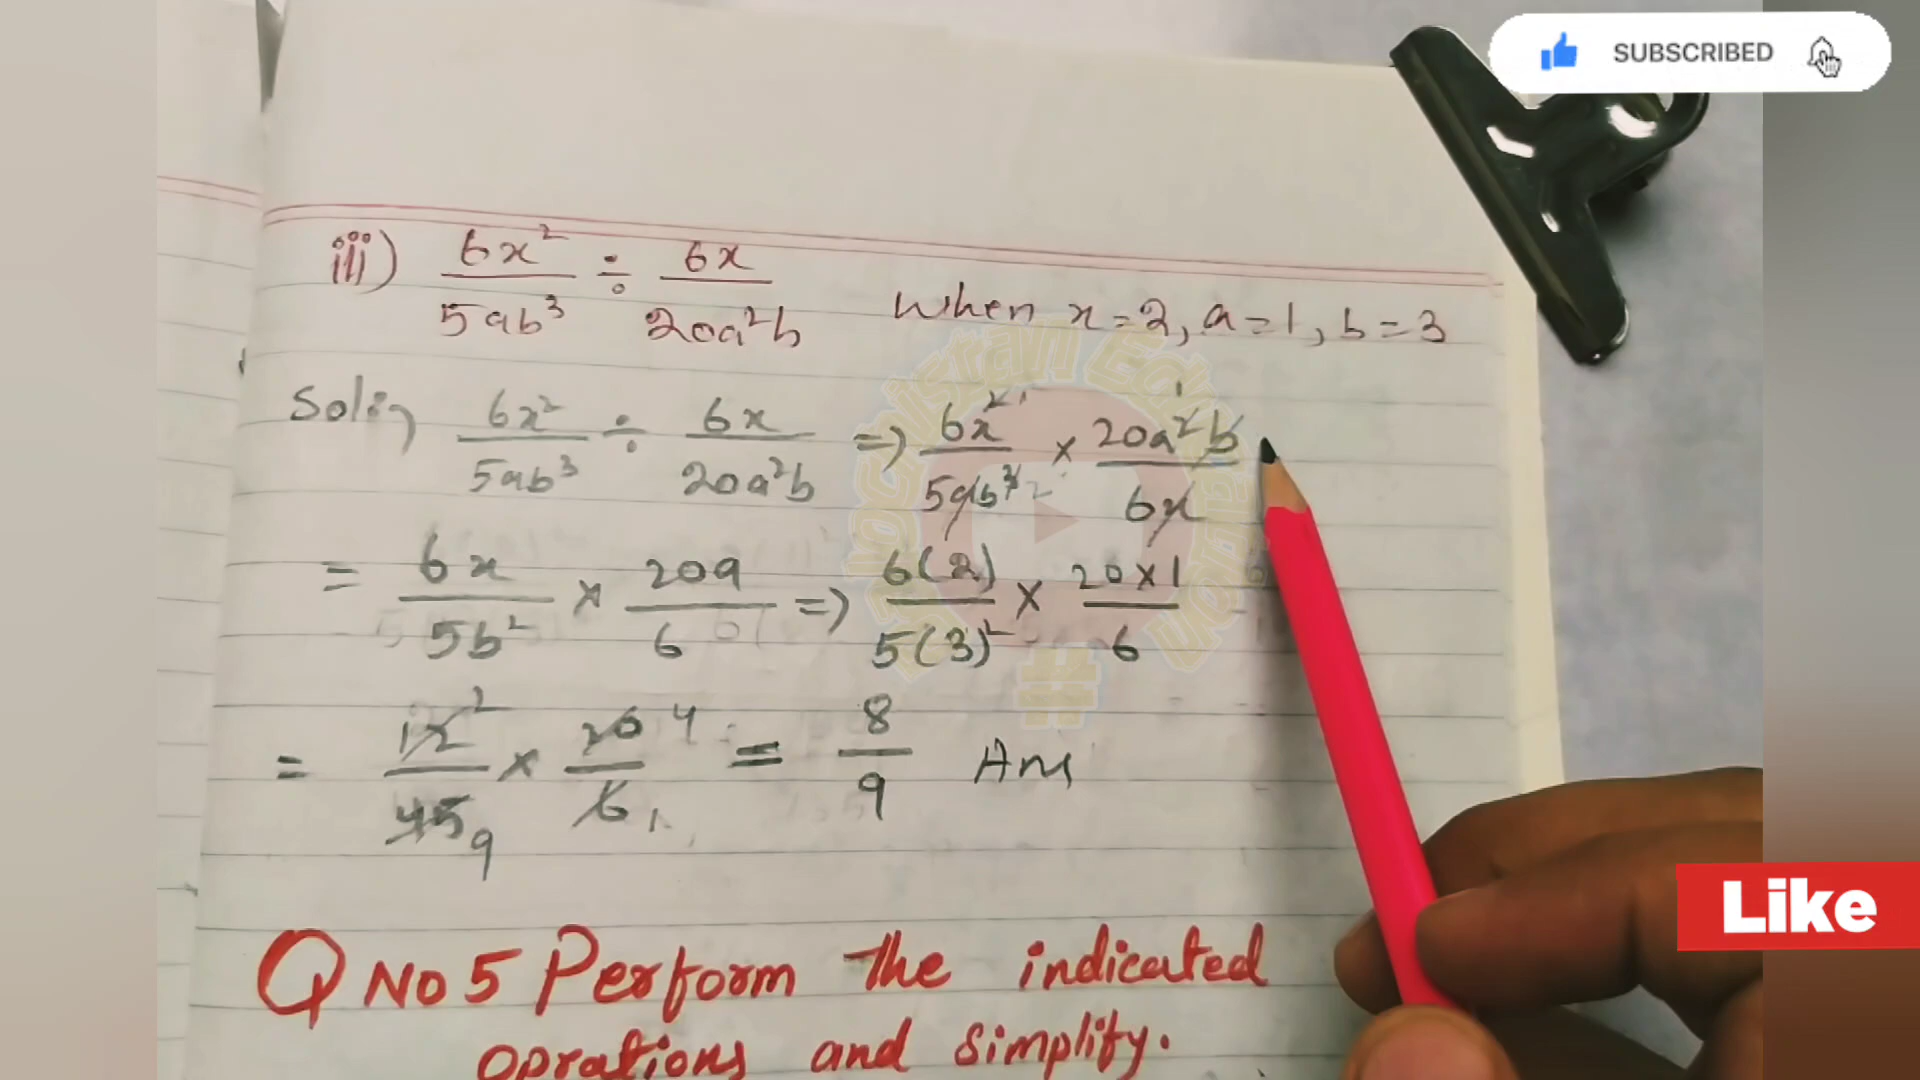 SUBSCRIBED
iii) 6x²/5ab³ ÷ 6x/20a²b When x=2, a=1, b=3
Sol:, 6x²/5ab³ ÷ 6x/20a²b => 6x²/5ab³ × 20a²b/6x
= 6x/5b² × 20a/6 => 6(2)/5(3)² × 20×1/6
= 12/45 × 20/6 = 8/9 Ans
Q No 5 Perform the indicated
oprations and simplify.
Like